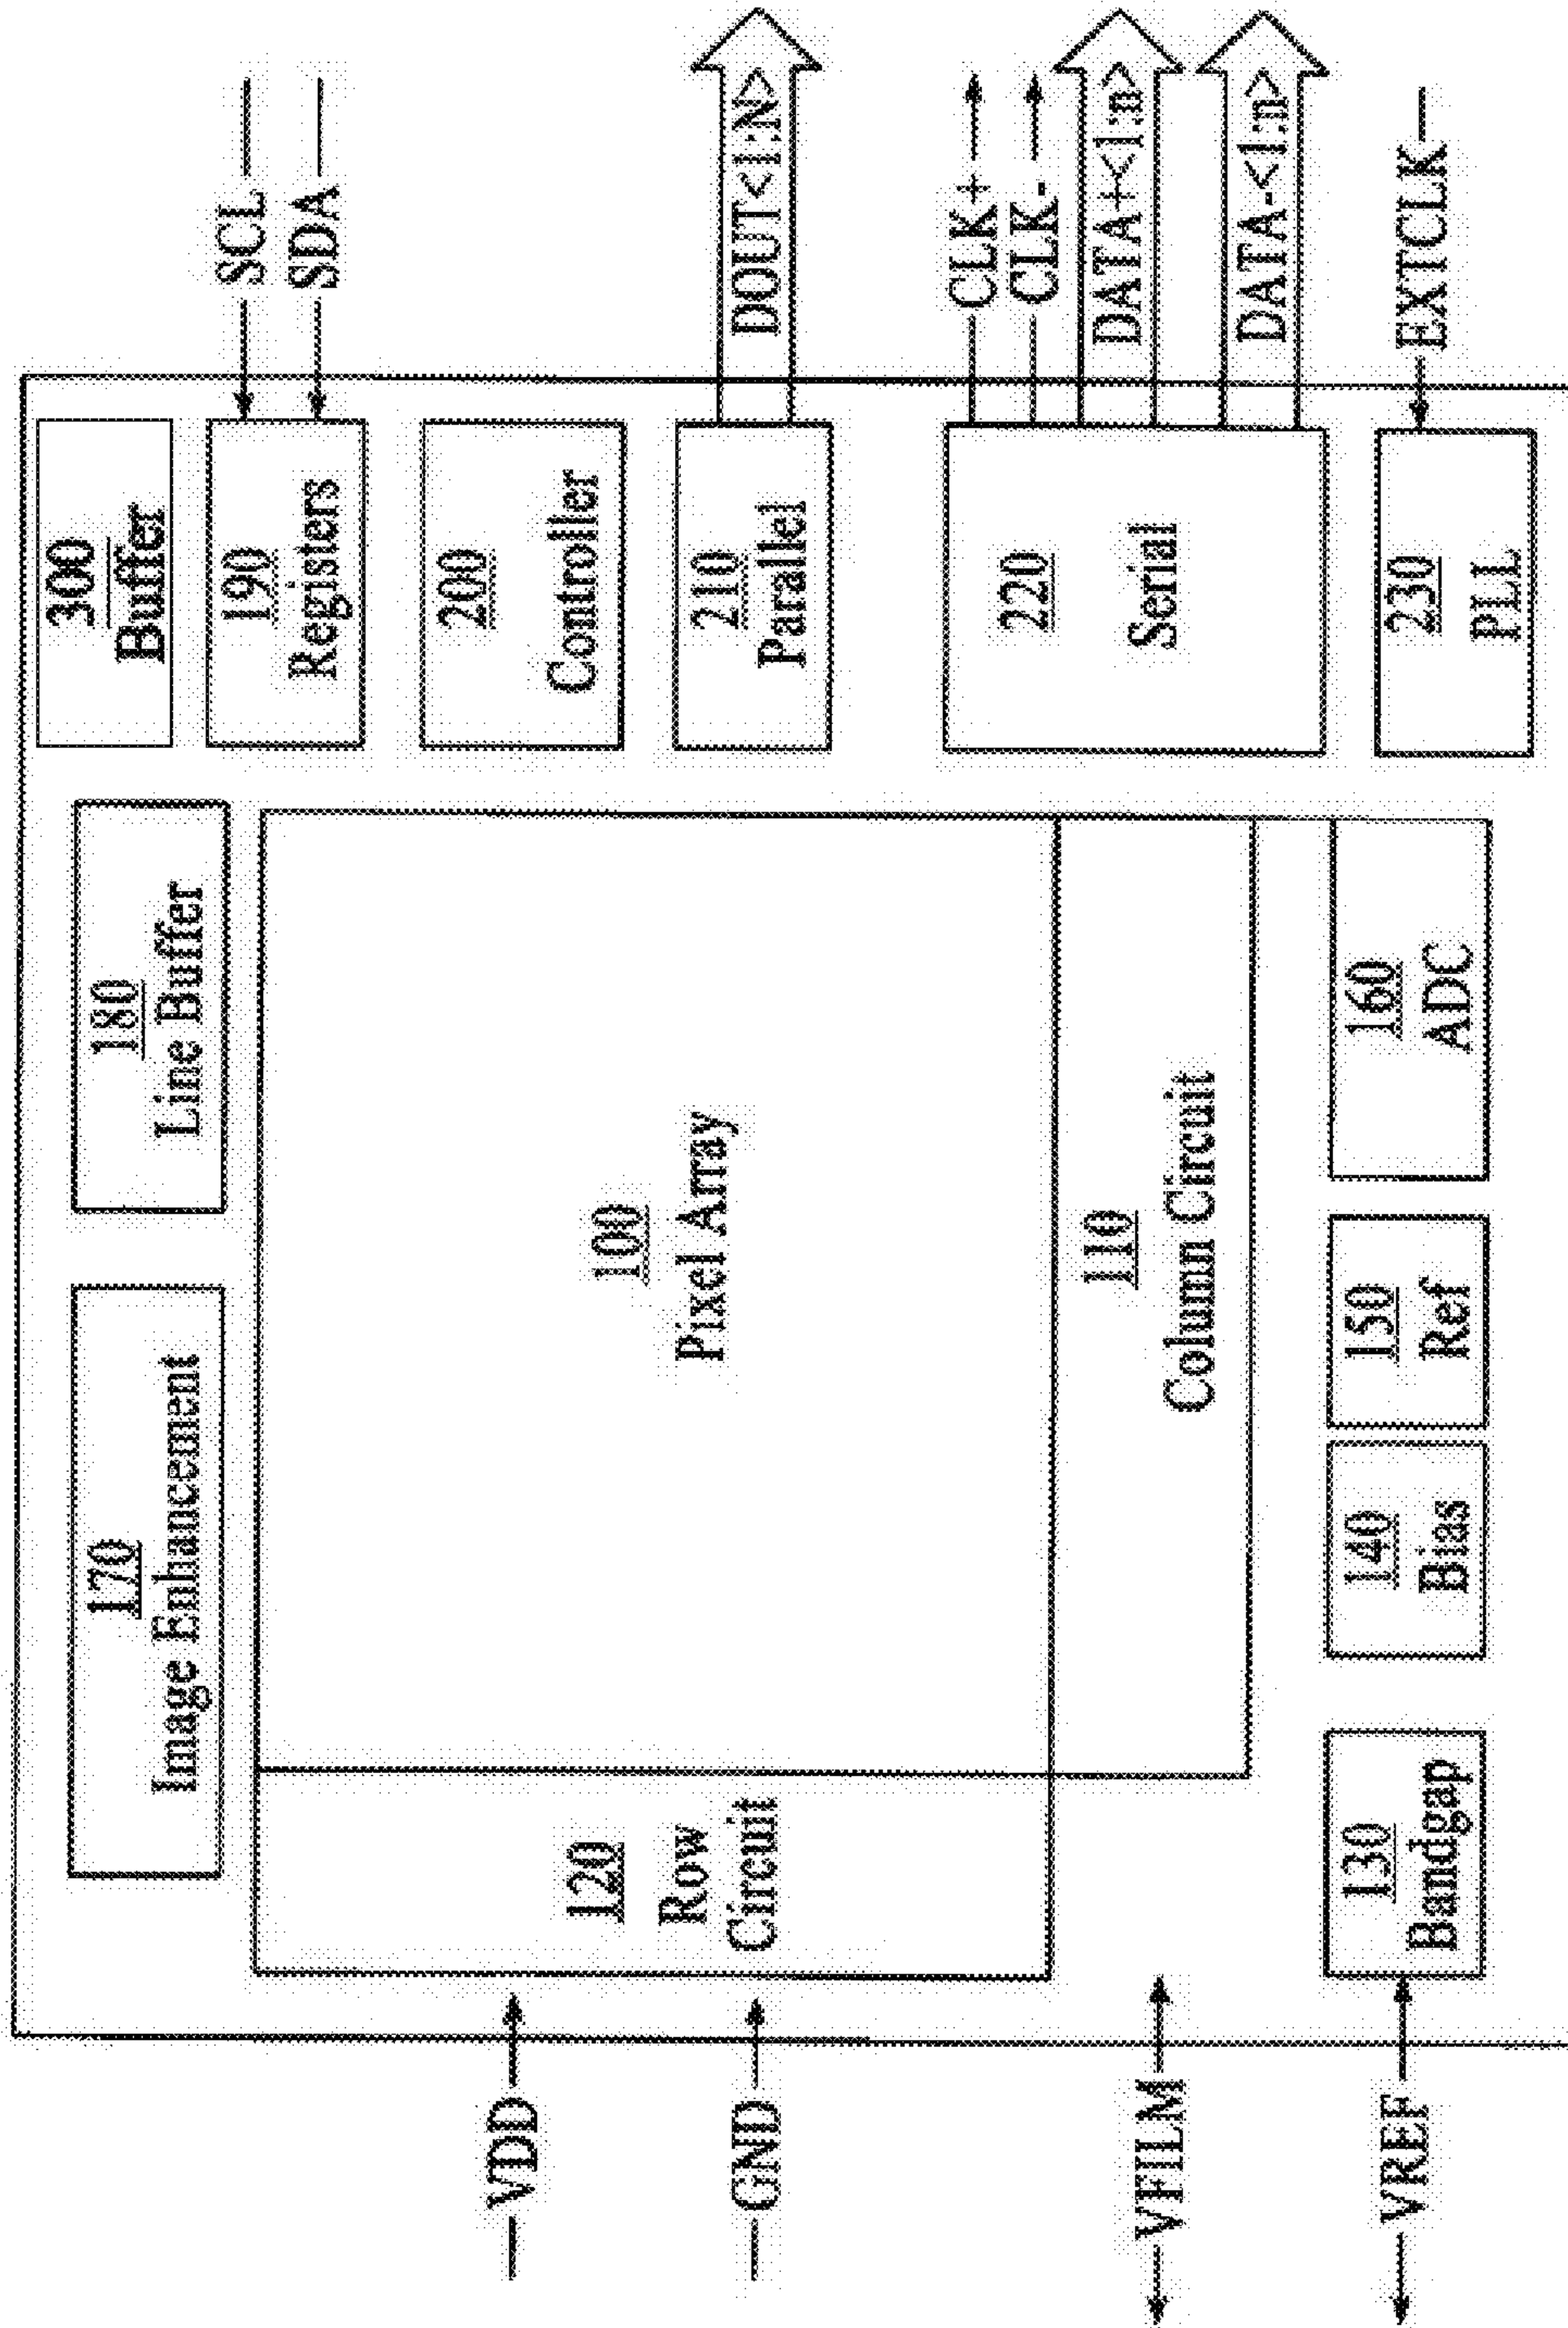 170
Image Enhancement
180
Line Buffer
300
Buffer
190
Registers
SCL
SDA
VDD
GND
120
Row
Circuit
100
Pixel Array
200
Controller
210
Parallel
DOUT<1:N>
110
Column Circuit
220
Serial
CLK+
CLK-
DATA+<1:n>
DATA-<1:n>
VFILM
VREF
130
Bandgap
140
Bias
150
Ref
160
ADC
230
PLL
EXTCLK